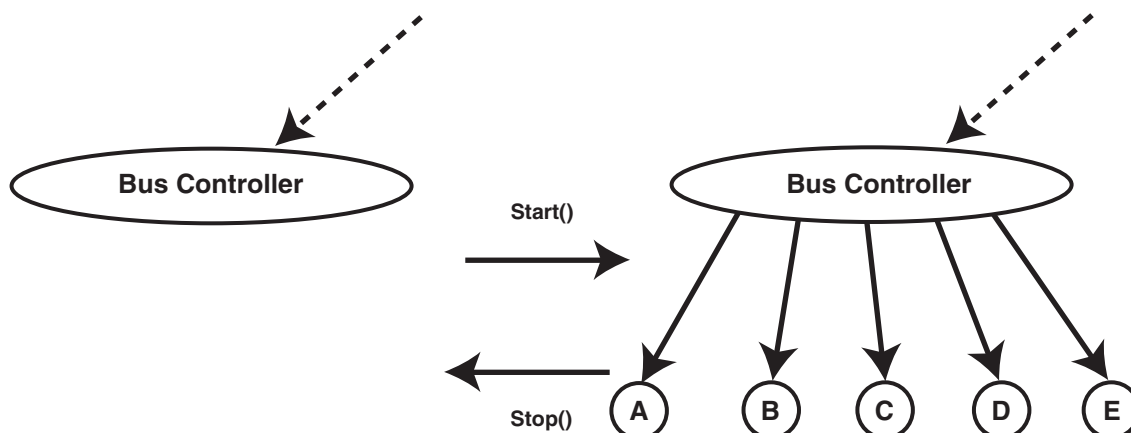 Bus Controller
Bus Controller
Start()
Stop()
A
B
C
D
E